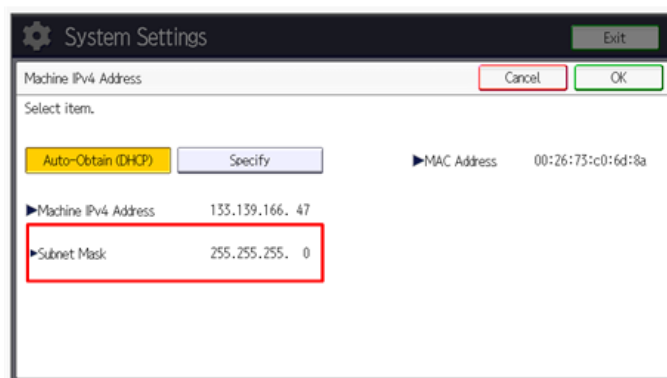 System Settings
Exit
Machine IPv4 Address
Cancel
OK
Select item.
Auto-Obtain (DHCP)
Specify
►MAC Address 00:26:73:c0:6d:8a
►Machine IPv4 Address 133.139.166. 47
►Subnet Mask 255.255.255. 0